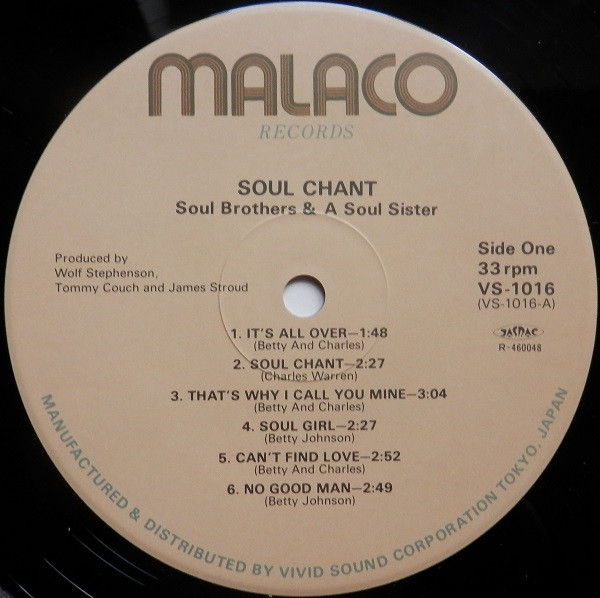 MALACO
RECORDS
SOUL CHANT
Soul Brothers & A Soul Sister
Produced by
Wolf Stephenson,
Tommy Couch and James Stroud
Side One
33 rpm
VS-1016
(VS-1016-A)
JASRAC
R-460048
1. IT'S ALL OVER—1:48
(Betty And Charles)
2. SOUL CHANT—2:27
(Charles Warren)
3. THAT'S WHY I CALL YOU MINE—3:04
(Betty And Charles)
4. SOUL GIRL—2:27
(Betty Johnson)
5. CAN'T FIND LOVE—2:52
(Betty And Charles)
6. NO GOOD MAN—2:49
(Betty Johnson)
MANUFACTURED & DISTRIBUTED BY VIVID SOUND CORPORATION TOKYO. JAPAN